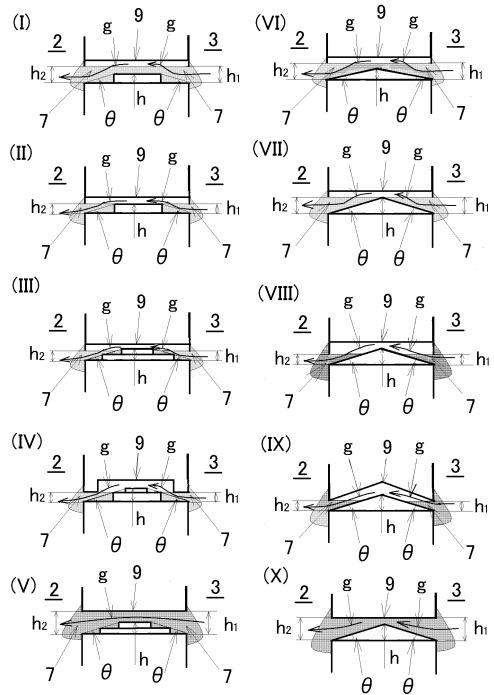 (I) 2 g 9 g 3
h2 h1
7 θ θ h 7
(II) 2 g 9 g 3
h2 h1
7 θ h θ 7
(III) 2 g 9 g 3
h2 h1
7 θ h θ 7
(IV) 2 g 9 g 3
h2 h1
7 θ h θ 7
(V) 2 g 9 3
h2 h1
7 θ h θ 7
(VI) 2 g 9 g 3
h2 h1
7 θ h θ 7
(VII) 2 g 9 g 3
h2 h1
7 θ h θ 7
(VIII) 2 g 9 g 3
h2 h1
7 θ h θ 7
(IX) 2 g 9 g 3
h2 h1
7 θ h θ 7
(X) 2 g 9 g 3
h2 h1
7 θ h θ 7